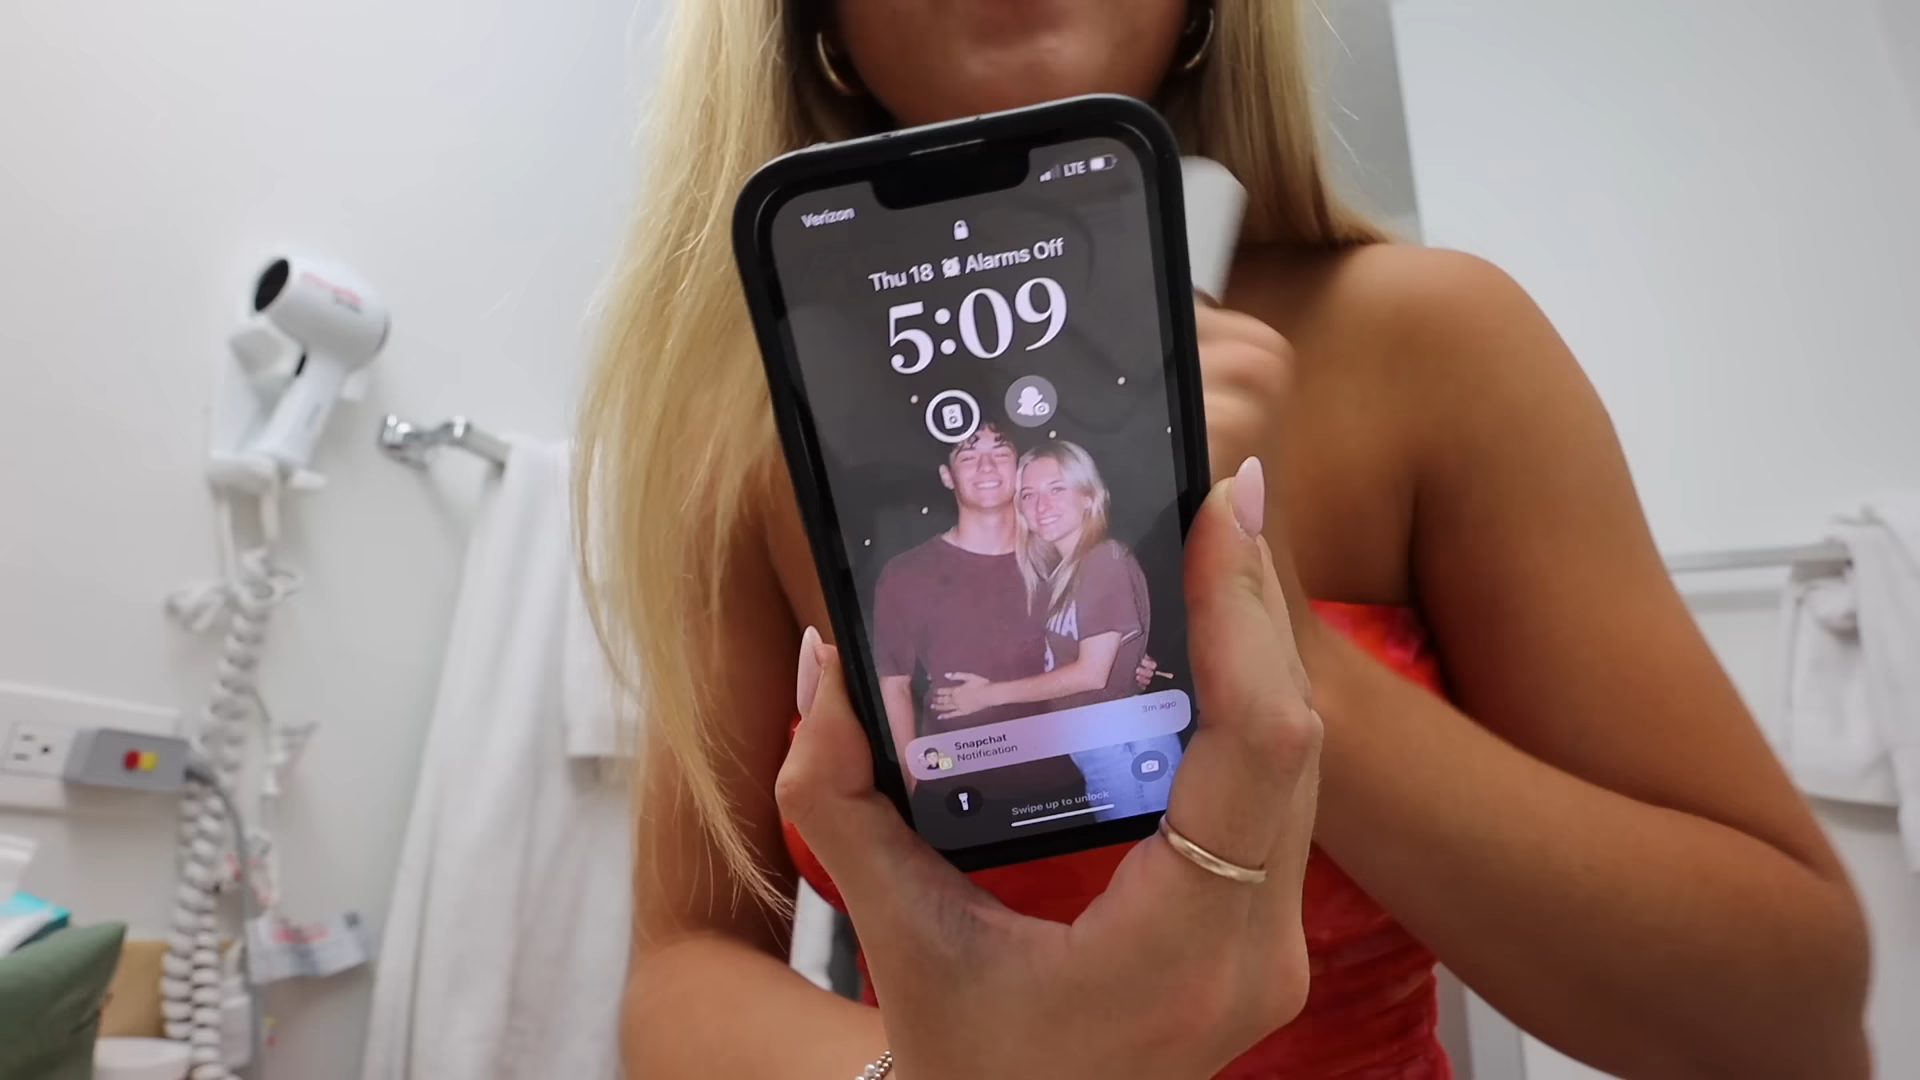 Verizon
LTE
Thu 18 Alarms Off
5:09
3m ago
Snapchat
Notification
Swipe up to unlock